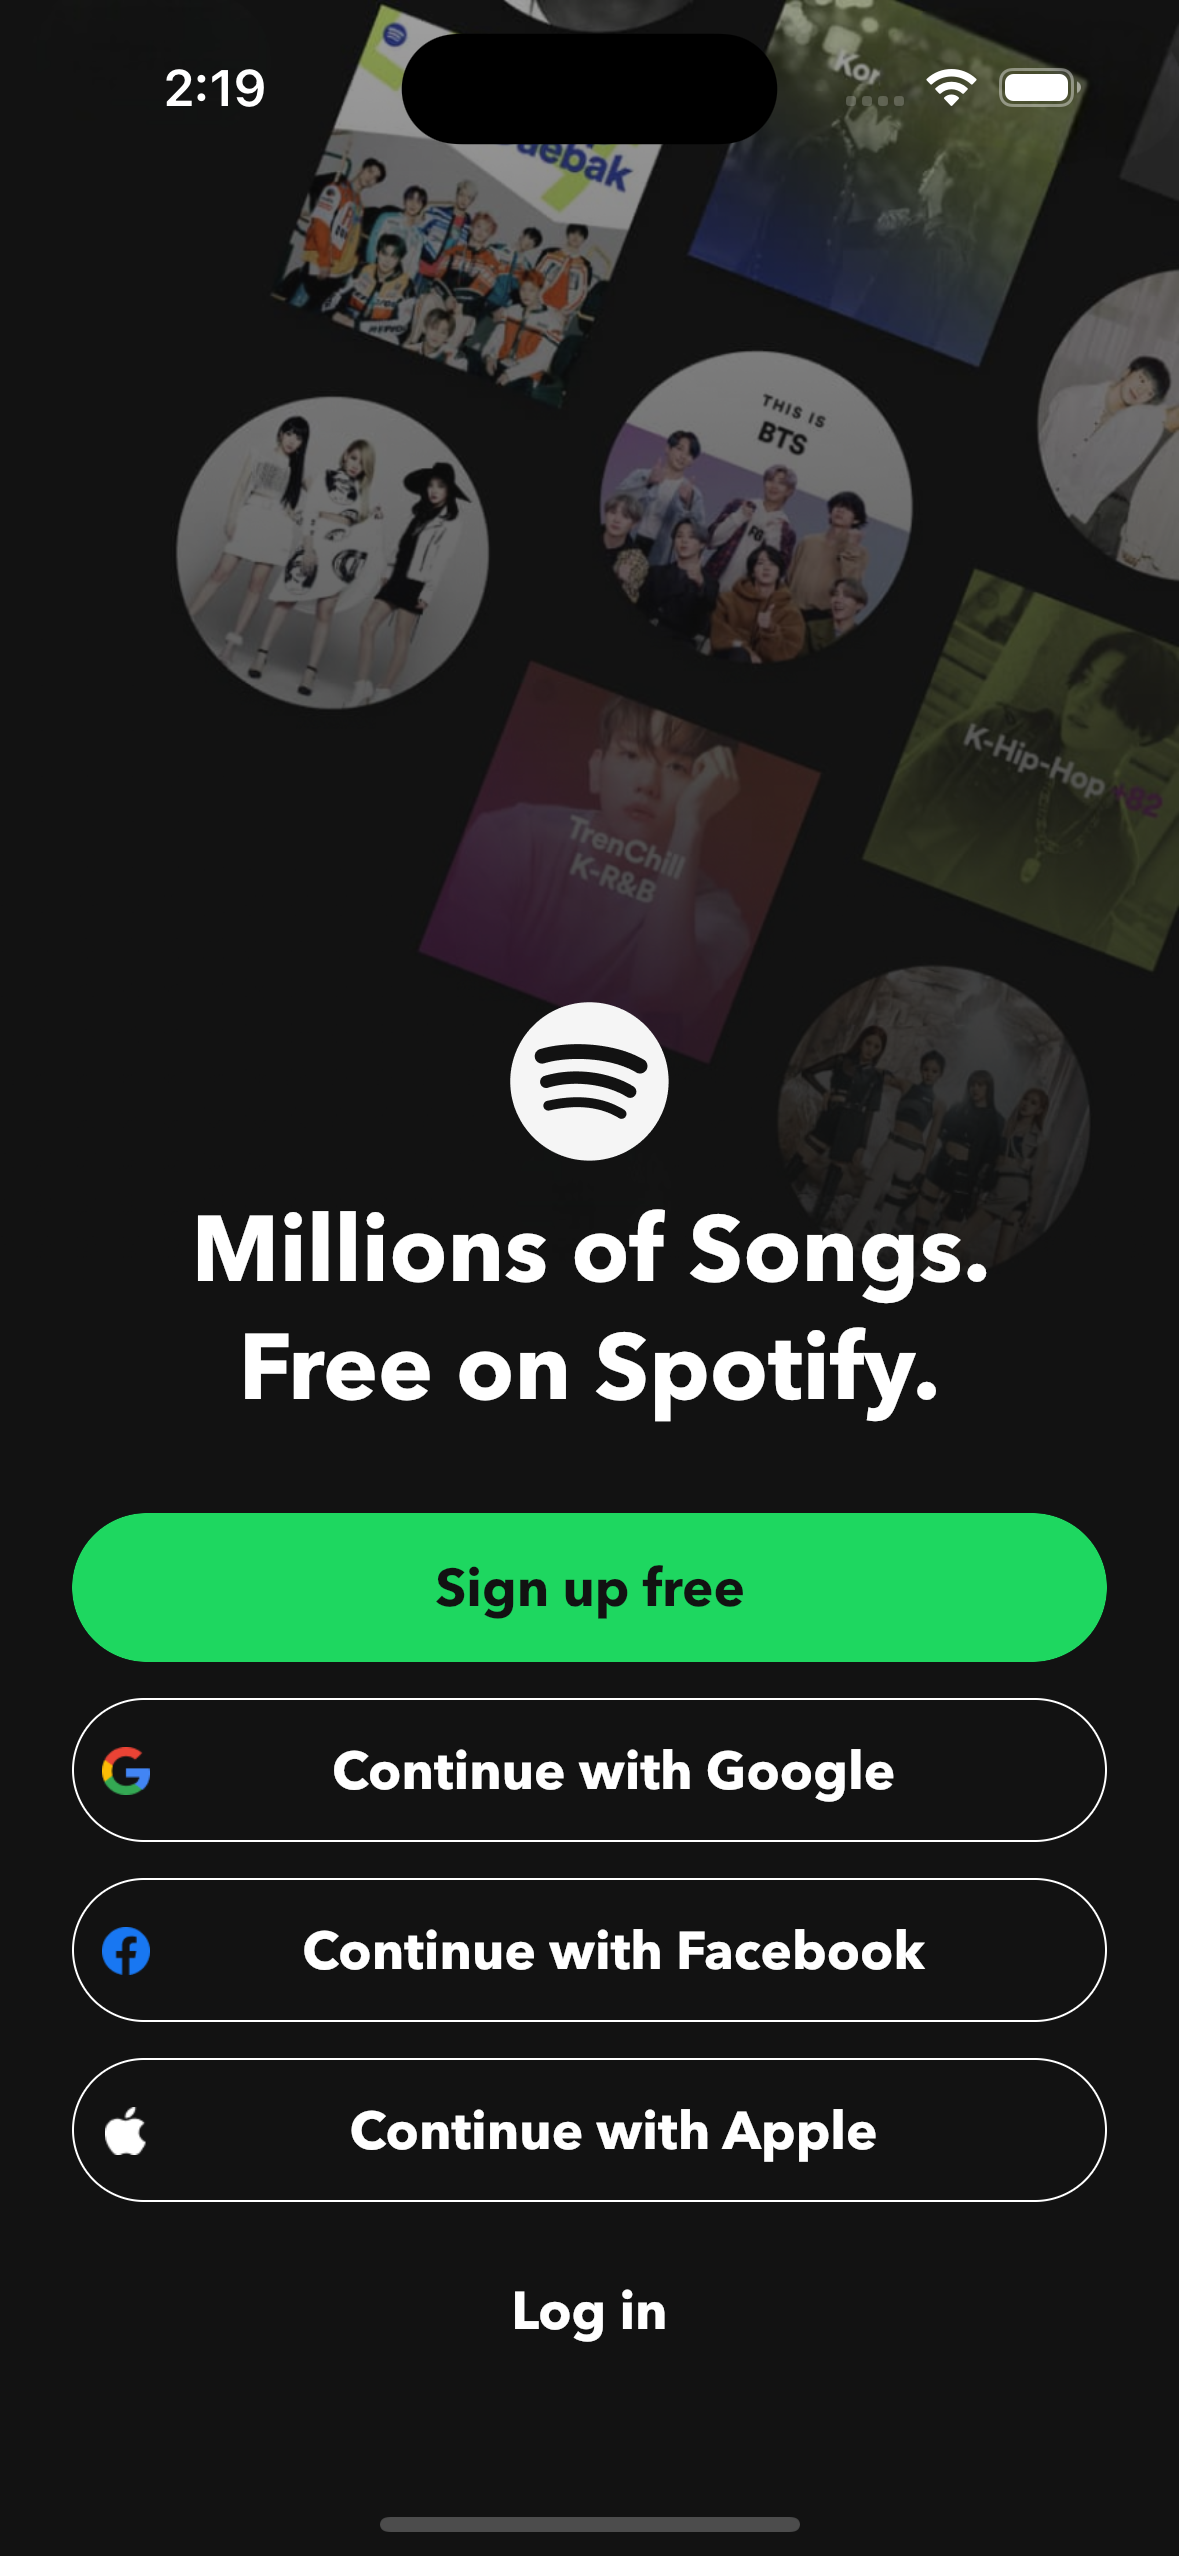 2:19
Kor
THIS IS
BTS
K-Hip-Hop +82
TrenChill
K-R&B
Millions of Songs.
Free on Spotify.
Sign up free
Continue with Google
Continue with Facebook
Continue with Apple
Log in